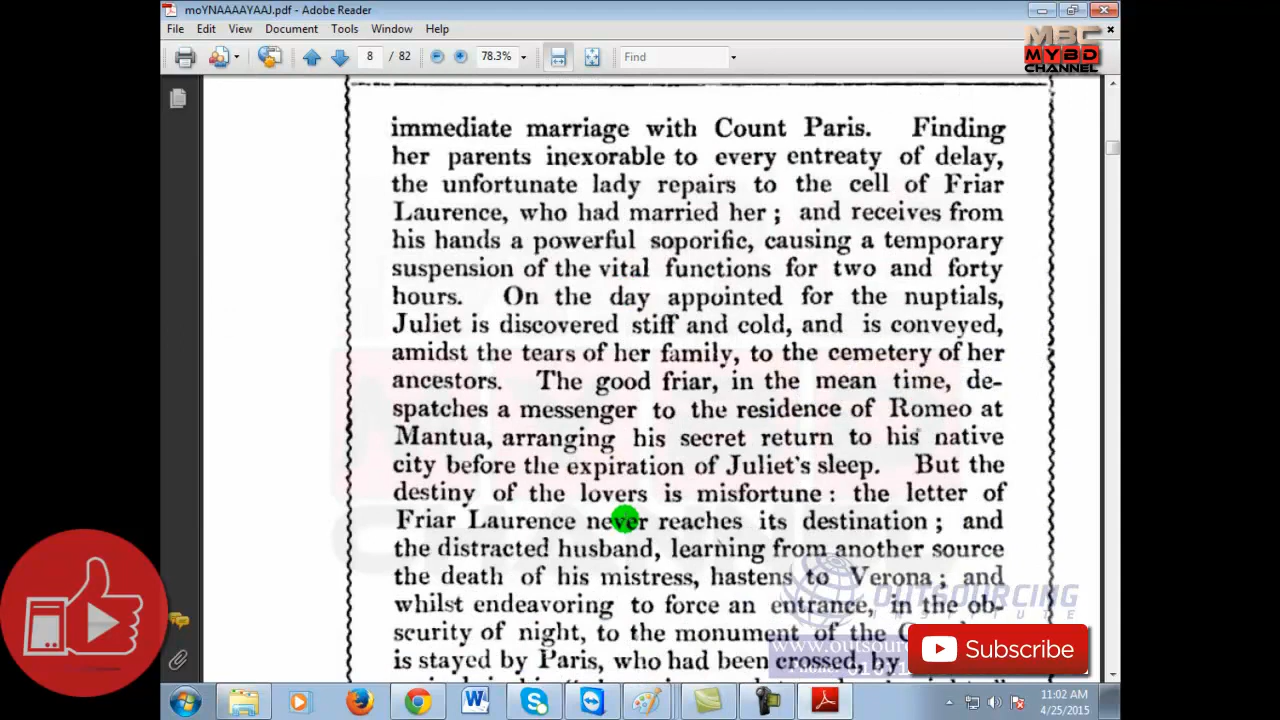 moYNAAAAYAAJ.pdf - Adobe Reader
File Edit View Document Tools Window Help
8 / 82 78.3% Find
MBC
MYBD
CHANNEL
immediate marriage with Count Paris. Finding
her parents inexorable to every entreaty of delay,
the unfortunate lady repairs to the cell of Friar
Laurence, who had married her ; and receives from
his hands a powerful soporific, causing a temporary
suspension of the vital functions for two and forty
hours. On the day appointed for the nuptials,
Juliet is discovered stiff and cold, and is conveyed,
amidst the tears of her family, to the cemetery of her
ancestors. The good friar, in the mean time, de-
spatches a messenger to the residence of Romeo at
Mantua, arranging his secret return to his native
city before the expiration of Juliet's sleep. But the
destiny of the lovers is misfortune : the letter of
Friar Laurence never reaches its destination ; and
the distracted husband, learning from another source
the death of his mistress, hastens to Verona ; and
whilst endeavoring to force an entrance, in the ob-
scurity of night, to the monument of the
is stayed by Paris, who had been crossed, by
OUTSOURCING
INSTITUTE
Subscribe
11:02 AM
4/25/2015